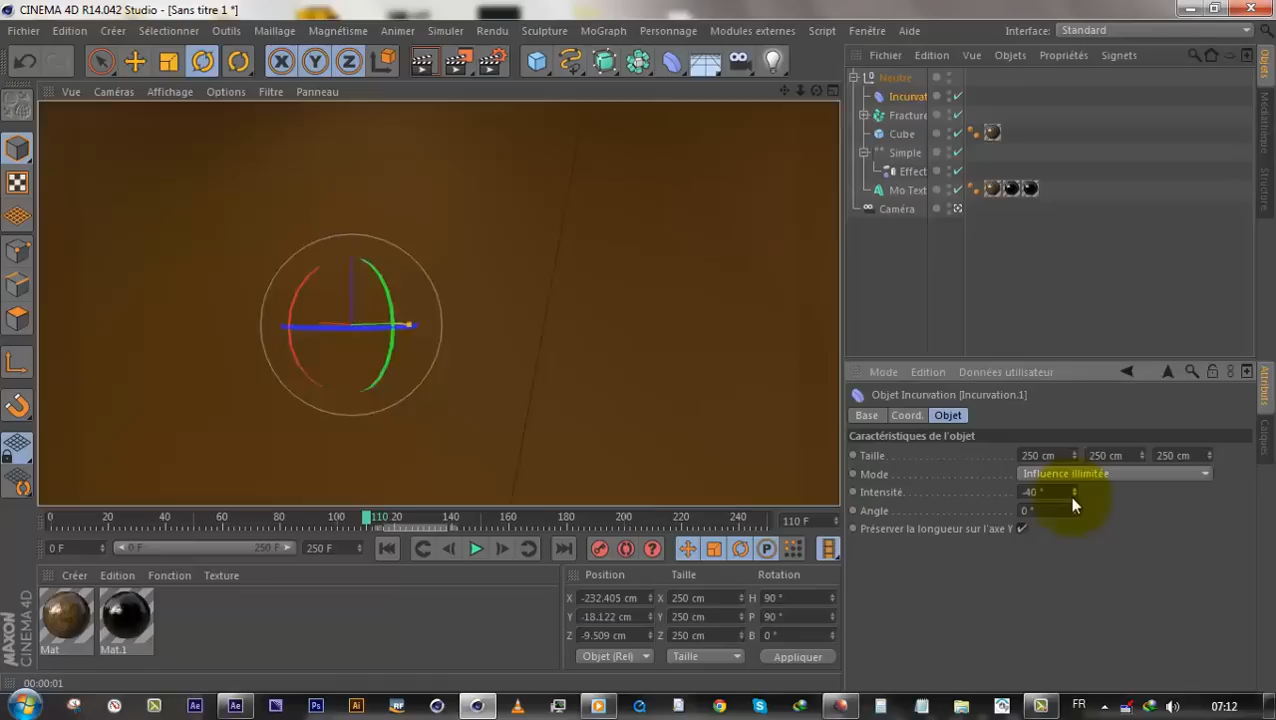 CINEMA 4D R14.042 Studio - [Sans titre 1 *]
Fichier Edition Créer Sélectionner Outils Maillage Magnétisme Animer Simuler Rendu Sculpture MoGraph Personnage Modules externes Script Fenêtre Aide Interface: Standard
Fichier Edition Vue Objets Propriétés Signets
Vue Caméras Affichage Options Filtre Panneau
Neutre
Incurvat
Fracture
Cube
Simple
Effect
Mo Text
Caméra
Objets
Médiathèque
Structure
Mode Edition Données utilisateur
Objet Incurvation [Incurvation.1]
Base Coord. Objet
Caractéristiques de l'objet
Taille 250 cm 250 cm 250 cm
Mode Influence illimitée
Intensité -40 °
Angle 0 °
Préserver la longueur sur l'axe Y
Attributs
Calques
0 20 40 60 80 110 20 140 160 180 200 220 240 110 F
0 F 0 F 250 F 250 F
Créer Edition Fonction Texture
Mat Mat.1
Position Taille Rotation
X -232.405 cm X 250 cm H 90 °
Y -18.122 cm Y 250 cm P 90 °
Z -9.509 cm Z 250 cm B 0 °
Objet (Rel) Taille Appliquer
MAXON CINEMA 4D
00:00:01
FR 07:12